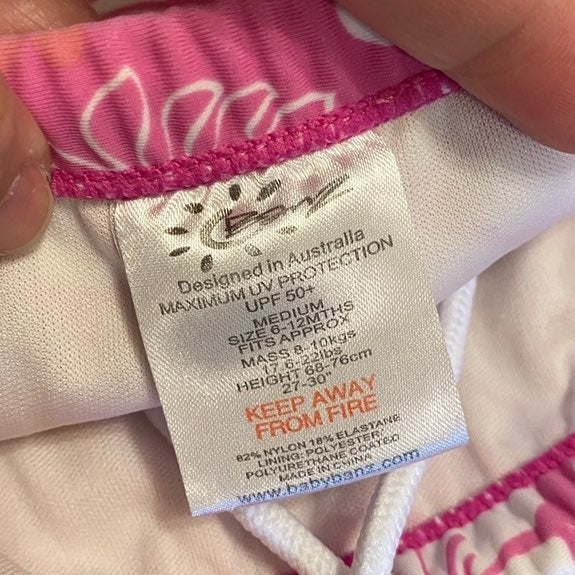 banz
Designed in Australia
MAXIMUM UV PROTECTION
UPF 50+
MEDIUM
SIZE 6-12MTHS
FITS APPROX
MASS 8-10kgs
17.6-22lbs
HEIGHT 68-76cm
27-30"
KEEP AWAY
FROM FIRE
82% NYLON 18% ELASTANE
LINING: POLYESTER/
POLYURETHANE COATED
MADE IN CHINA
www.babybanz.com